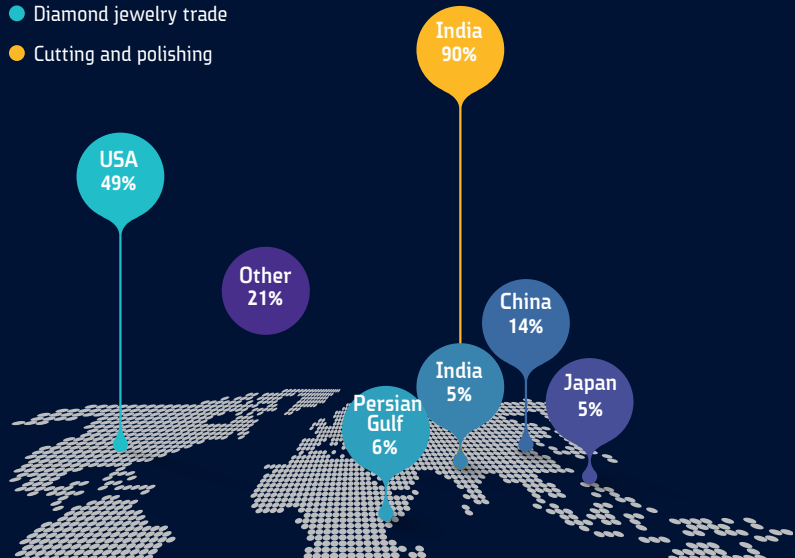 Diamond jewelry trade
Cutting and polishing
India
90%
USA
49%
Other
21%
China
14%
India
5%
Japan
5%
Persian
Gulf
6%